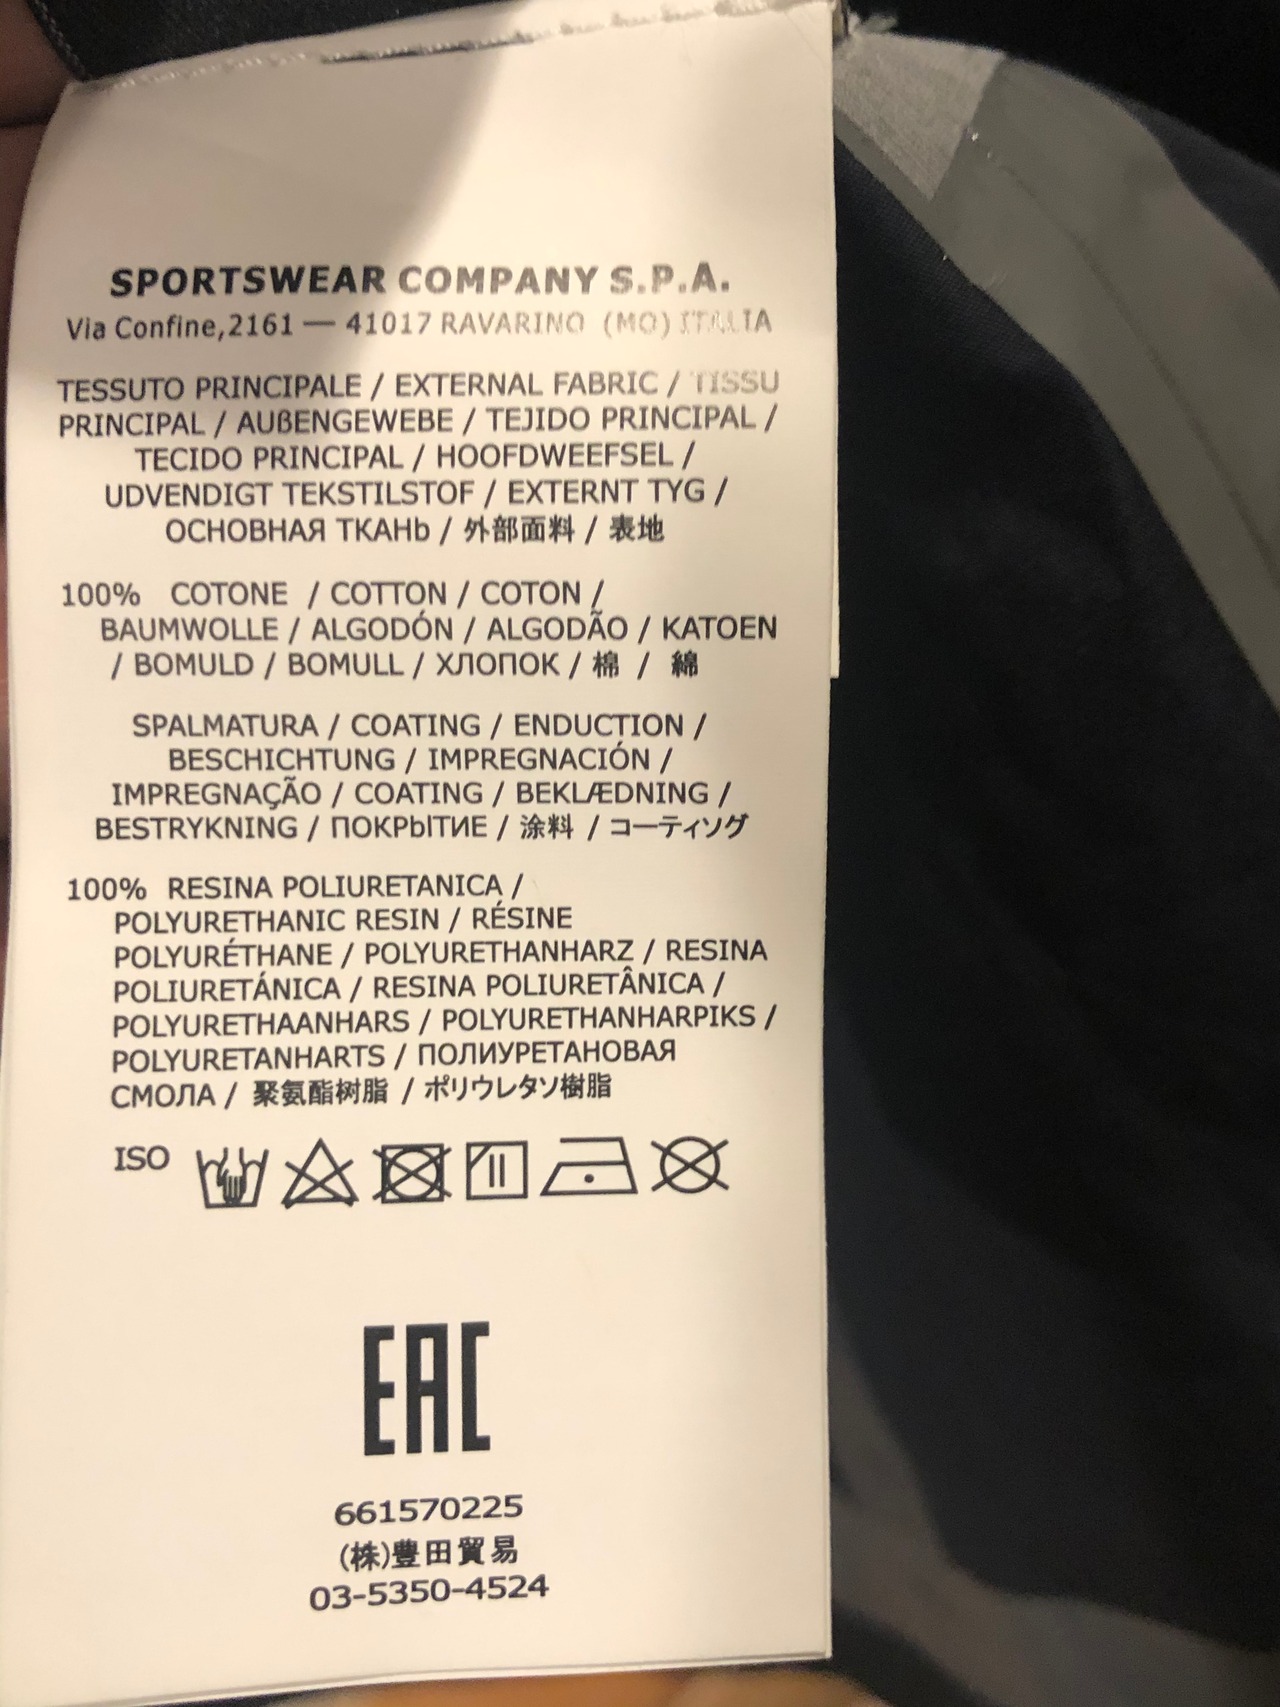 SPORTSWEAR COMPANY S.P.A.
Via Confine,2161 — 41017 RAVARINO (MO) ITALIA
TESSUTO PRINCIPALE / EXTERNAL FABRIC / TISSU
PRINCIPAL / AUßENGEWEBE / TEJIDO PRINCIPAL /
TECIDO PRINCIPAL / HOOFDWEEFSEL /
UDVENDIGT TEKSTILSTOF / EXTERNT TYG /
ОСНОВНАЯ ТКАНЬ / 外部面料 / 表地
100% COTONE / COTTON / COTON /
BAUMWOLLE / ALGODÓN / ALGODÃO / KATOEN
/ BOMULD / BOMULL / ХЛОПОК / 棉 / 綿
SPALMATURA / COATING / ENDUCTION /
BESCHICHTUNG / IMPREGNACIÓN /
IMPREGNAÇÃO / COATING / BEKLÆDNING /
BESTRYKNING / ПОКРЫТИЕ / 涂料 / コーティソグ
100% RESINA POLIURETANICA /
POLYURETHANIC RESIN / RÉSINE
POLYURÉTHANE / POLYURETHANHARZ / RESINA
POLIURETÁNICA / RESINA POLIURETÂNICA /
POLYURETHAANHARS / POLYURETHANHARPIKS /
POLYURETANHARTS / ПОЛИУРЕТАНОВАЯ
СМОЛА / 聚氨酯树脂 / ポリウレタソ樹脂
ISO
EAC
661570225
(株)豊田貿易
03-5350-4524